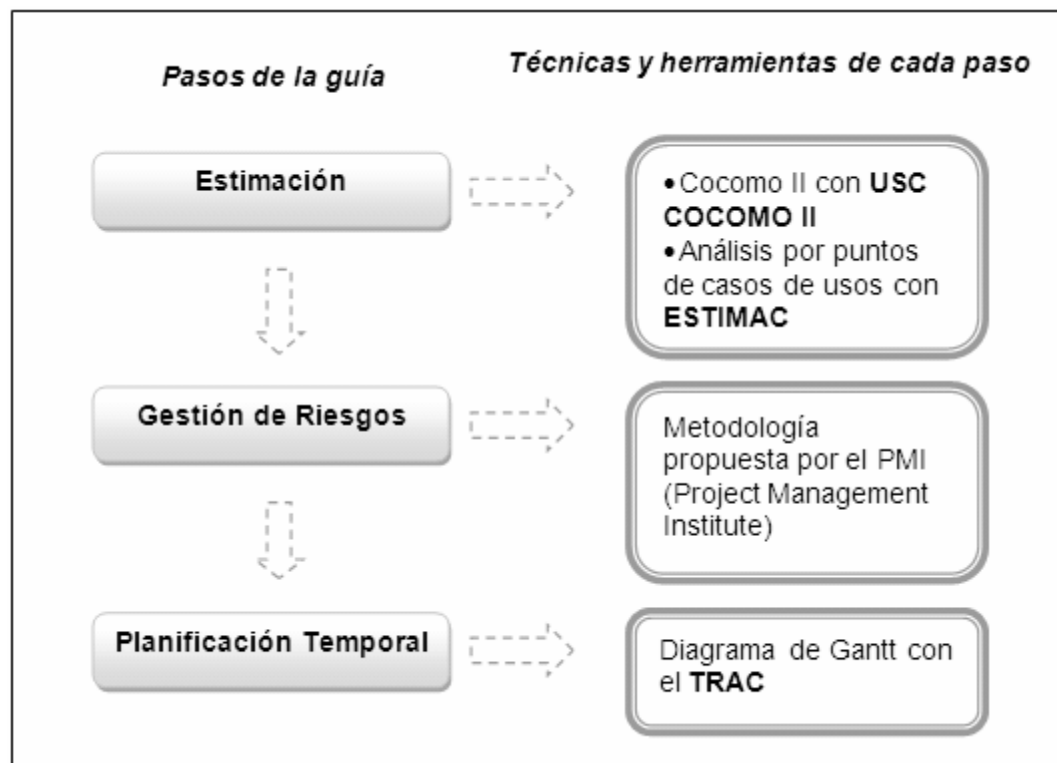 Pasos de la guía
Técnicas y herramientas de cada paso
Estimación
•Cocomo II con USC
COCOMO II
•Análisis por puntos
de casos de usos con
ESTIMAC
Gestión de Riesgos
Metodología
propuesta por el PMI
(Project Management
Institute)
Planificación Temporal
Diagrama de Gantt con
el TRAC